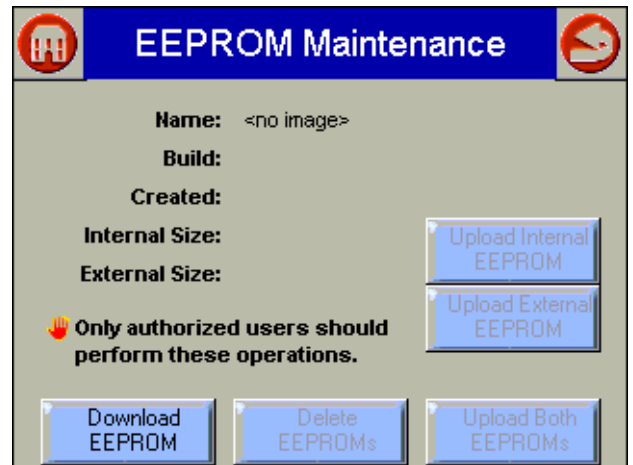 EEPROM Maintenance
Name: <no image>
Build:
Created:
Internal Size:
External Size:
Upload Internal
EEPROM
Upload External
EEPROM
Only authorized users should
perform these operations.
Download
EEPROM
Delete
EEPROMs
Upload Both
EEPROMs